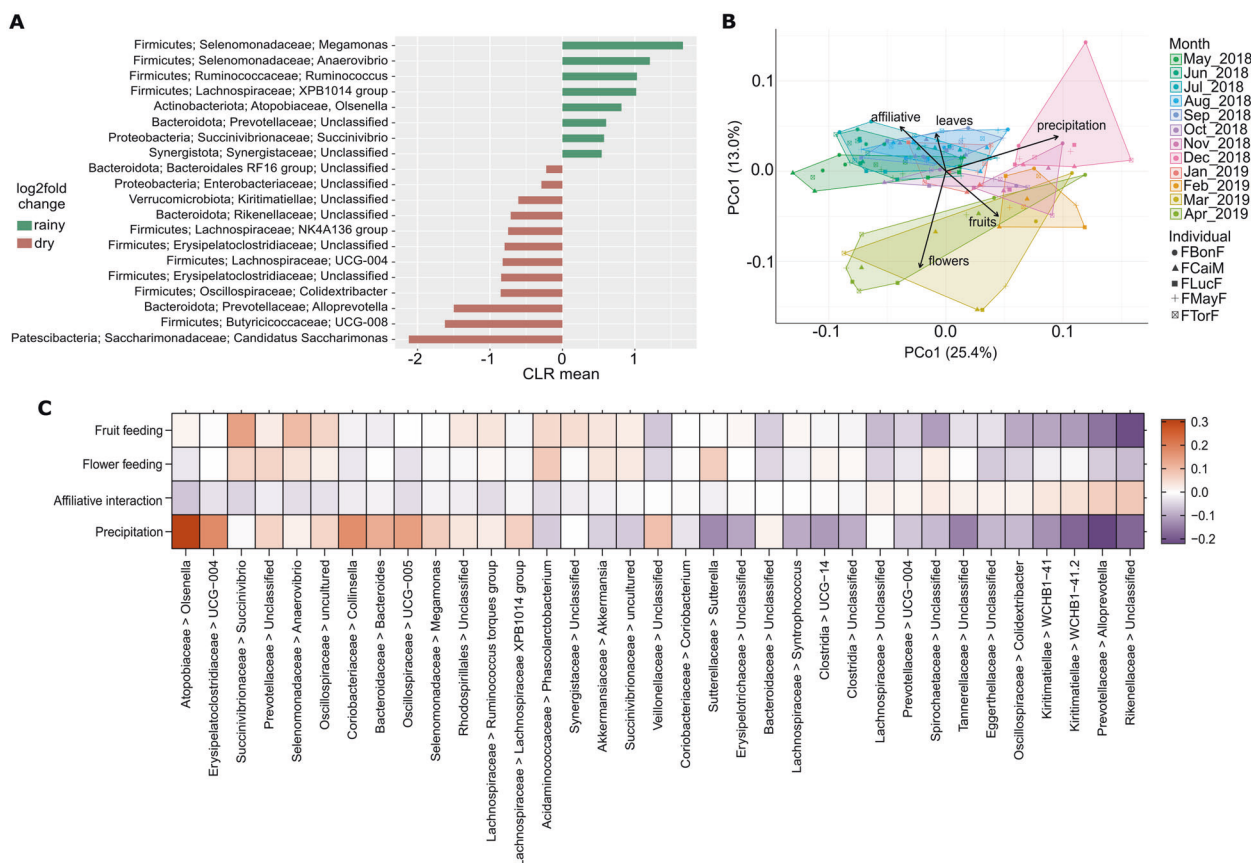 A
Firmicutes; Selenomonadaceae; Megamonas
Firmicutes; Selenomonadaceae; Anaerovibrio
Firmicutes; Ruminococcaceae; Ruminococcus
Firmicutes; Lachnospiraceae; XPB1014 group
Actinobacteriota; Atopobiaceae, Olsenella
Bacteroidota; Prevotellaceae; Unclassified
Proteobacteria; Succinivibrionaceae; Succinivibrio
Synergistota; Synergistaceae; Unclassified
Bacteroidota; Bacteroidales RF16 group; Unclassified
Proteobacteria; Enterobacteriaceae; Unclassified
Verrucomicrobiota; Kiritimatiellae; Unclassified
Bacteroidota; Rikenellaceae; Unclassified
Firmicutes; Lachnospiraceae; NK4A136 group
Firmicutes; Erysipelatoclostridiaceae; Unclassified
Firmicutes; Lachnospiraceae; UCG-004
Firmicutes; Erysipelatoclostridiaceae; Unclassified
Firmicutes; Oscillospiraceae; Colidextribacter
Bacteroidota; Prevotellaceae; Alloprevotella
Firmicutes; Butyricicoccaceae; UCG-008
Patescibacteria; Saccharimonadaceae; Candidatus Saccharimonas
log2fold
change
rainy
dry
-2 -1 0 1
CLR mean
B
0.1
0.0
-0.1
PCo1 (13.0%)
affiliative
leaves
precipitation
fruits
flowers
-0.1 0.0 0.1
PCo1 (25.4%)
Month
May_2018
Jun_2018
Jul_2018
Aug_2018
Sep_2018
Oct_2018
Nov_2018
Dec_2018
Jan_2019
Feb_2019
Mar_2019
Apr_2019
Individual
FBonF
FCaiM
FLucF
FMayF
FTorF
C
Fruit feeding
Flower feeding
Affiliative interaction
Precipitation
0.3
0.2
0.1
0.0
−0.1
−0.2
Atopobiaceae > Olsenella
Erysipelatoclostridiaceae > UCG−004
Succinivibrionaceae > Succinivibrio
Prevotellaceae > Unclassified
Selenomonadaceae > Anaerovibrio
Oscillospiraceae > uncultured
Coriobacteriaceae > Collinsella
Bacteroidaceae > Bacteroides
Oscillospiraceae > UCG−005
Selenomonadaceae > Megamonas
Rhodospirillales > Unclassified
Lachnospiraceae > Ruminococcus torques group
Lachnospiraceae > Lachnospiraceae XPB1014 group
Acidaminococcaceae > Phascolarctobacterium
Synergistaceae > Unclassified
Akkermansiaceae > Akkermansia
Succinivibrionaceae > uncultured
Veillonellaceae > Unclassified
Coriobacteriaceae > Coriobacterium
Sutterellaceae > Sutterella
Erysipelotrichaceae > Unclassified
Bacteroidaceae > Unclassified
Lachnospiraceae > Syntrophococcus
Clostridia > UCG−14
Clostridia > Unclassified
Lachnospiraceae > Unclassified
Prevotellaceae > UCG−004
Spirochaetaceae > Unclassified
Tannerellaceae > Unclassified
Eggerthellaceae > Unclassified
Oscillospiraceae > Colidextribacter
Kiritimatiellae > WCHB1−41
Kiritimatiellae > WCHB1−41.2
Prevotellaceae > Alloprevotella
Rikenellaceae > Unclassified